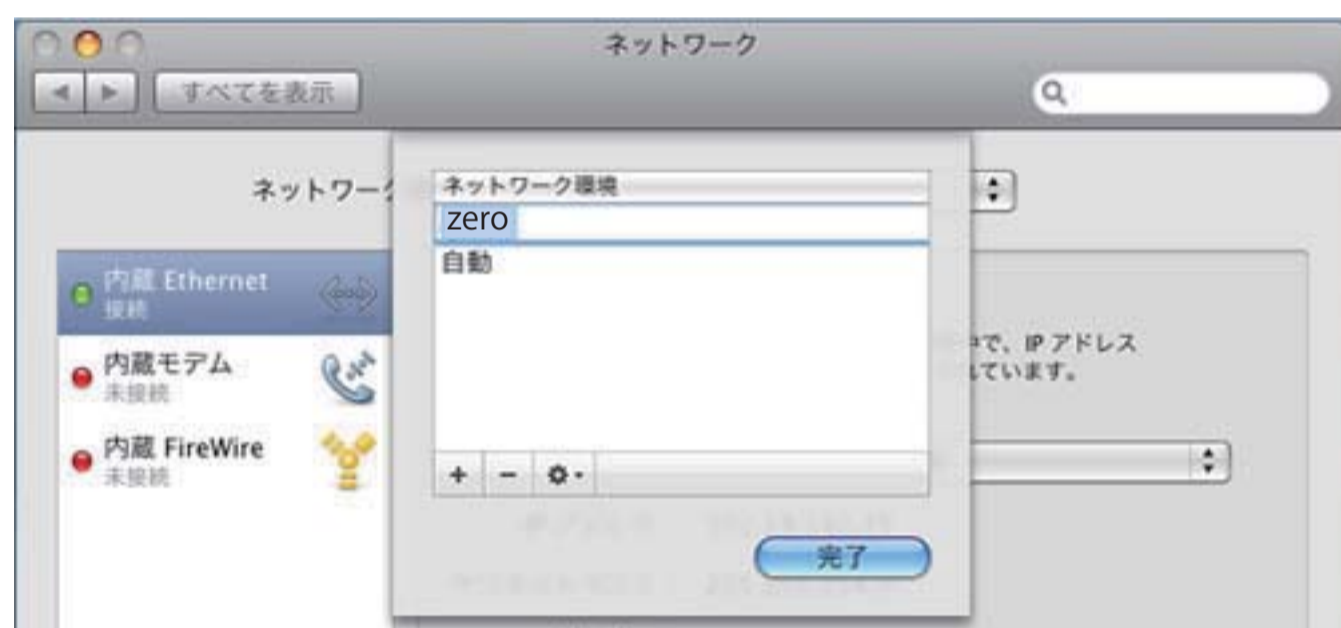 ネットワーク
すべてを表示
ネットワーク
ネットワーク環境
zero
自動
内蔵 Ethernet
接続
内蔵モデム
未接続
内蔵 FireWire
未接続
で、IP アドレス
れています。
完了